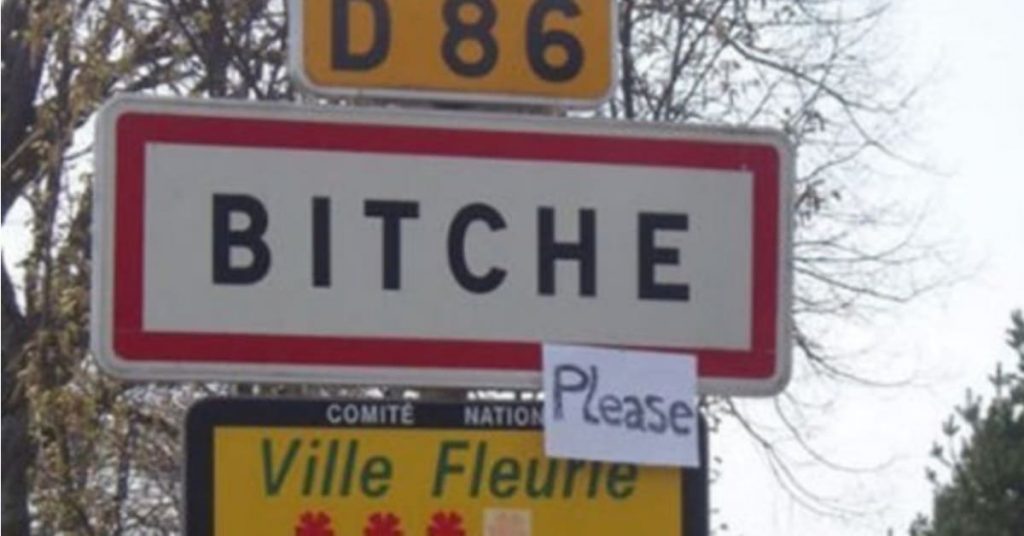 D 86
BITCHE
Please
COMITÉ NATION
Ville Fleurie